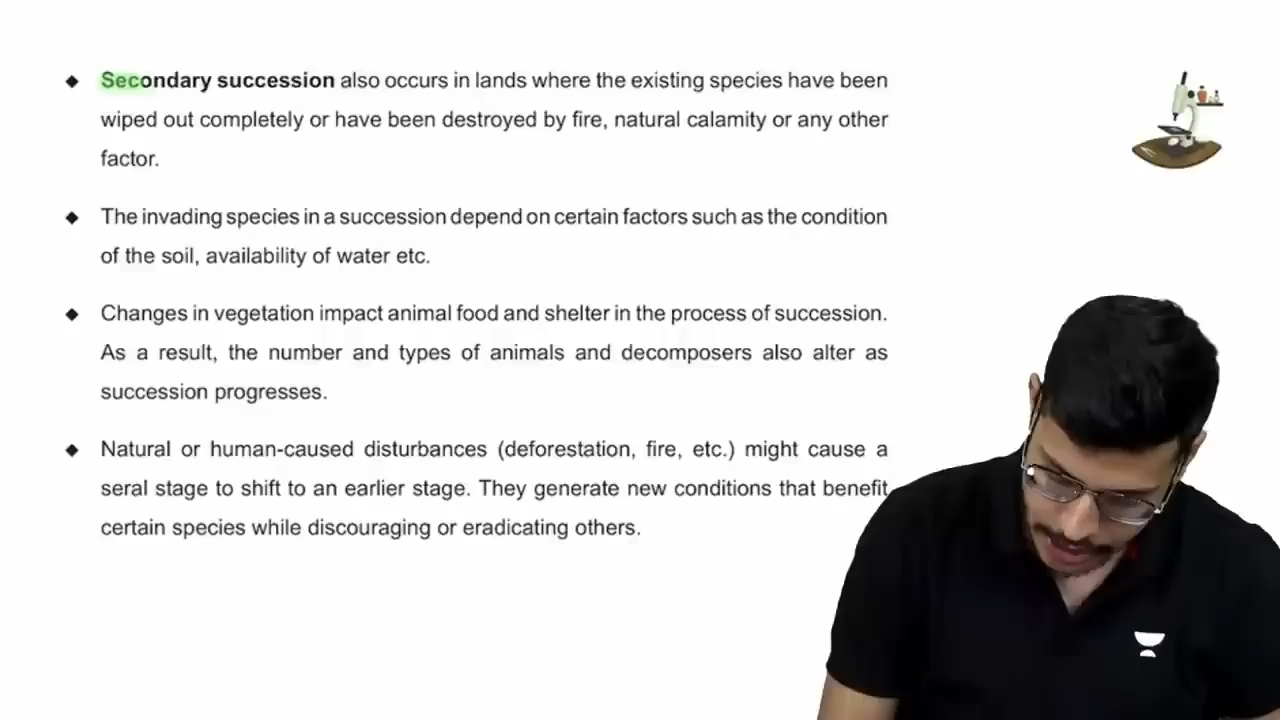 ◆ Secondary succession also occurs in lands where the existing species have been
wiped out completely or have been destroyed by fire, natural calamity or any other
factor.
◆ The invading species in a succession depend on certain factors such as the condition
of the soil, availability of water etc.
◆ Changes in vegetation impact animal food and shelter in the process of succession.
As a result, the number and types of animals and decomposers also alter as
succession progresses.
◆ Natural or human-caused disturbances (deforestation, fire, etc.) might cause a
seral stage to shift to an earlier stage. They generate new conditions that benefit
certain species while discouraging or eradicating others.